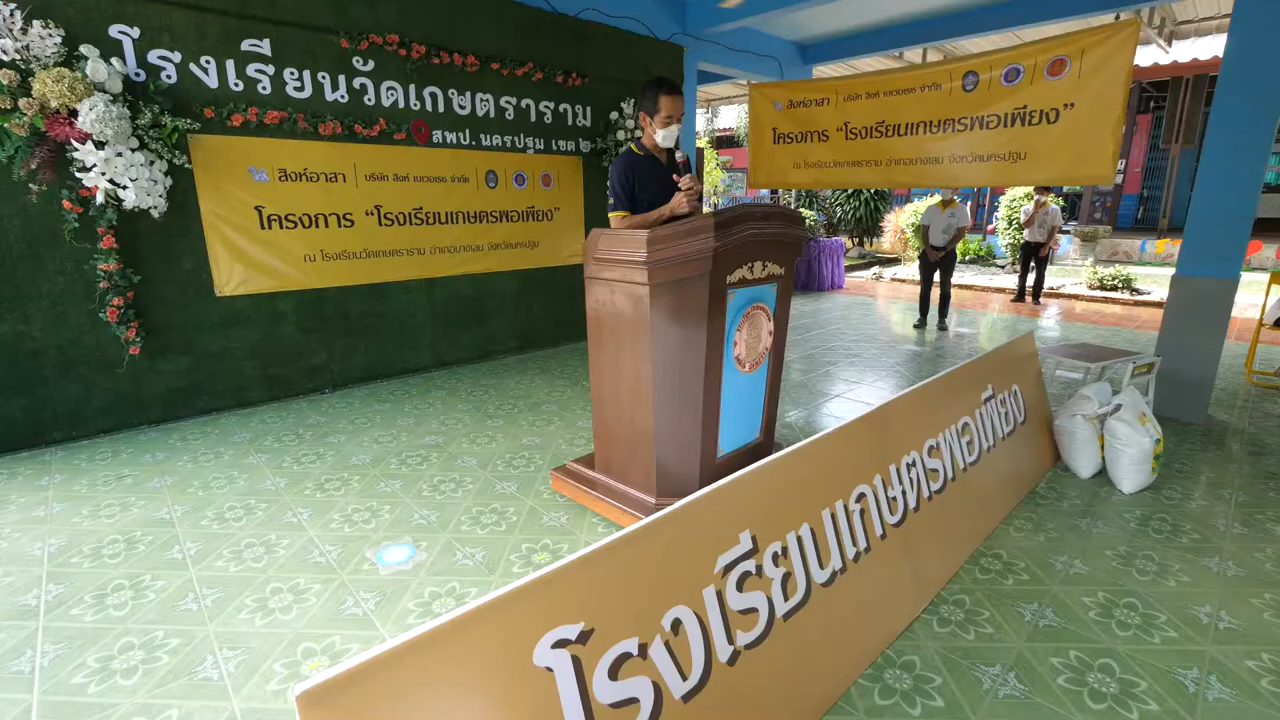 โรงเรียนวัดเกษตราราม
สพป. นครปฐม เขต ๒
สิงห์อาสา บริษัท สิงห์ เบเวอเรช จำกัด
โครงการ “โรงเรียนเกษตรพอเพียง”
ณ โรงเรียนวัดเกษตราราม อำเภอบางเลน จังหวัดนครปฐม
สิงห์อาสา บริษัท สิงห์ เบเวอเรช จำกัด
โครงการ “โรงเรียนเกษตรพอเพียง”
ณ โรงเรียนวัดเกษตราราม อำเภอบางเลน จังหวัดนครปฐม
โรงเรียนเกษตรพอเพียง